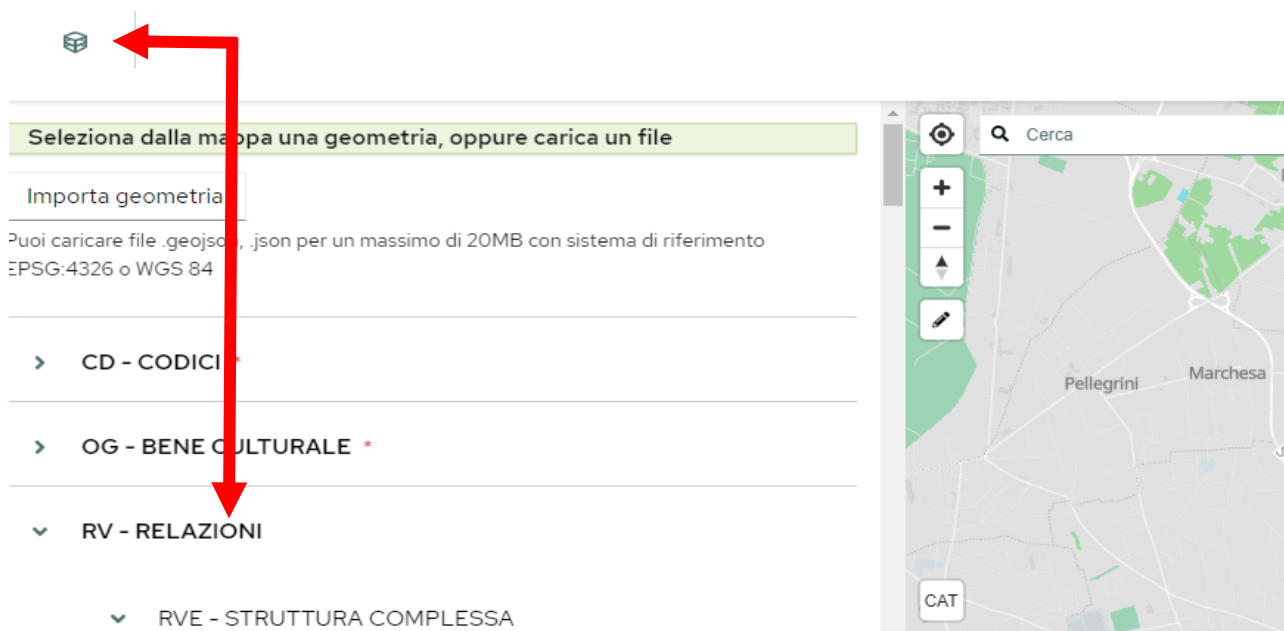 Seleziona dalla mappa una geometria, oppure carica un file
Importa geometria
Puoi caricare file .geojson, .json per un massimo di 20MB con sistema di riferimento
EPSG:4326 o WGS 84
CD - CODICI *
OG - BENE CULTURALE *
RV - RELAZIONI
RVE - STRUTTURA COMPLESSA
Cerca
Pellegrini
Marchesa
CAT